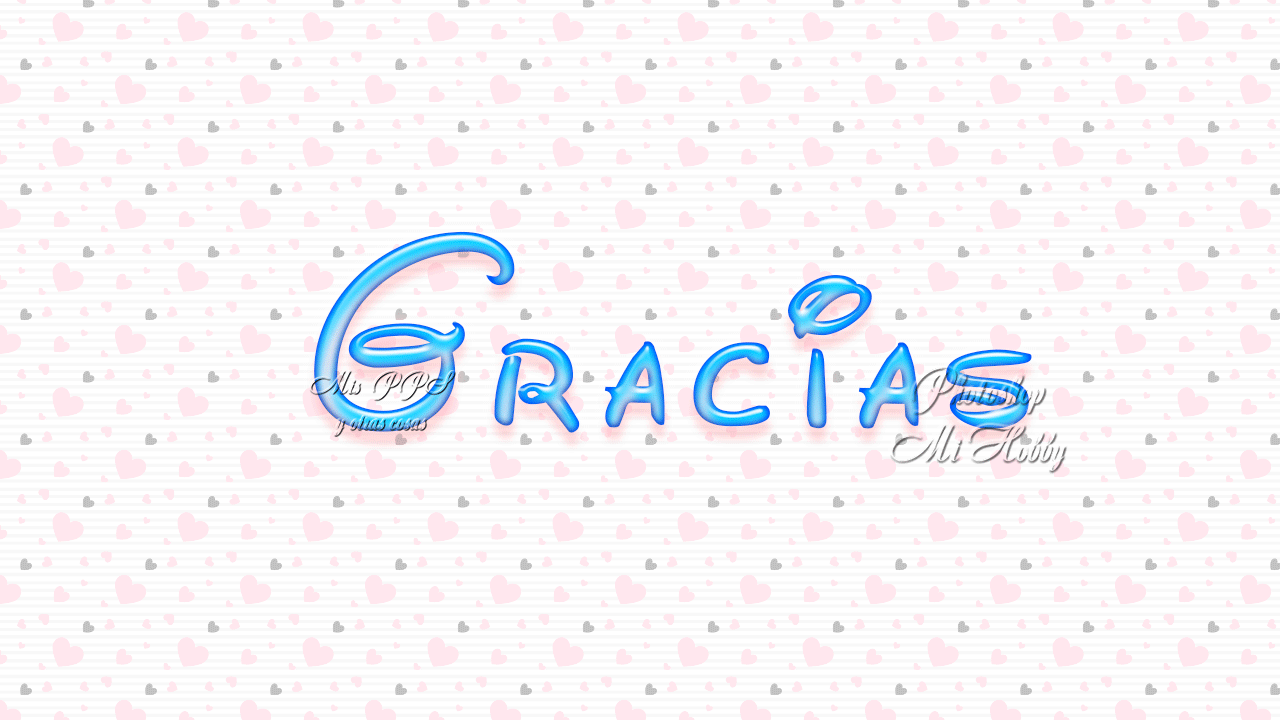 Gracias
Mis PPS
y otras cosas
Photoshop
Mi Hobby